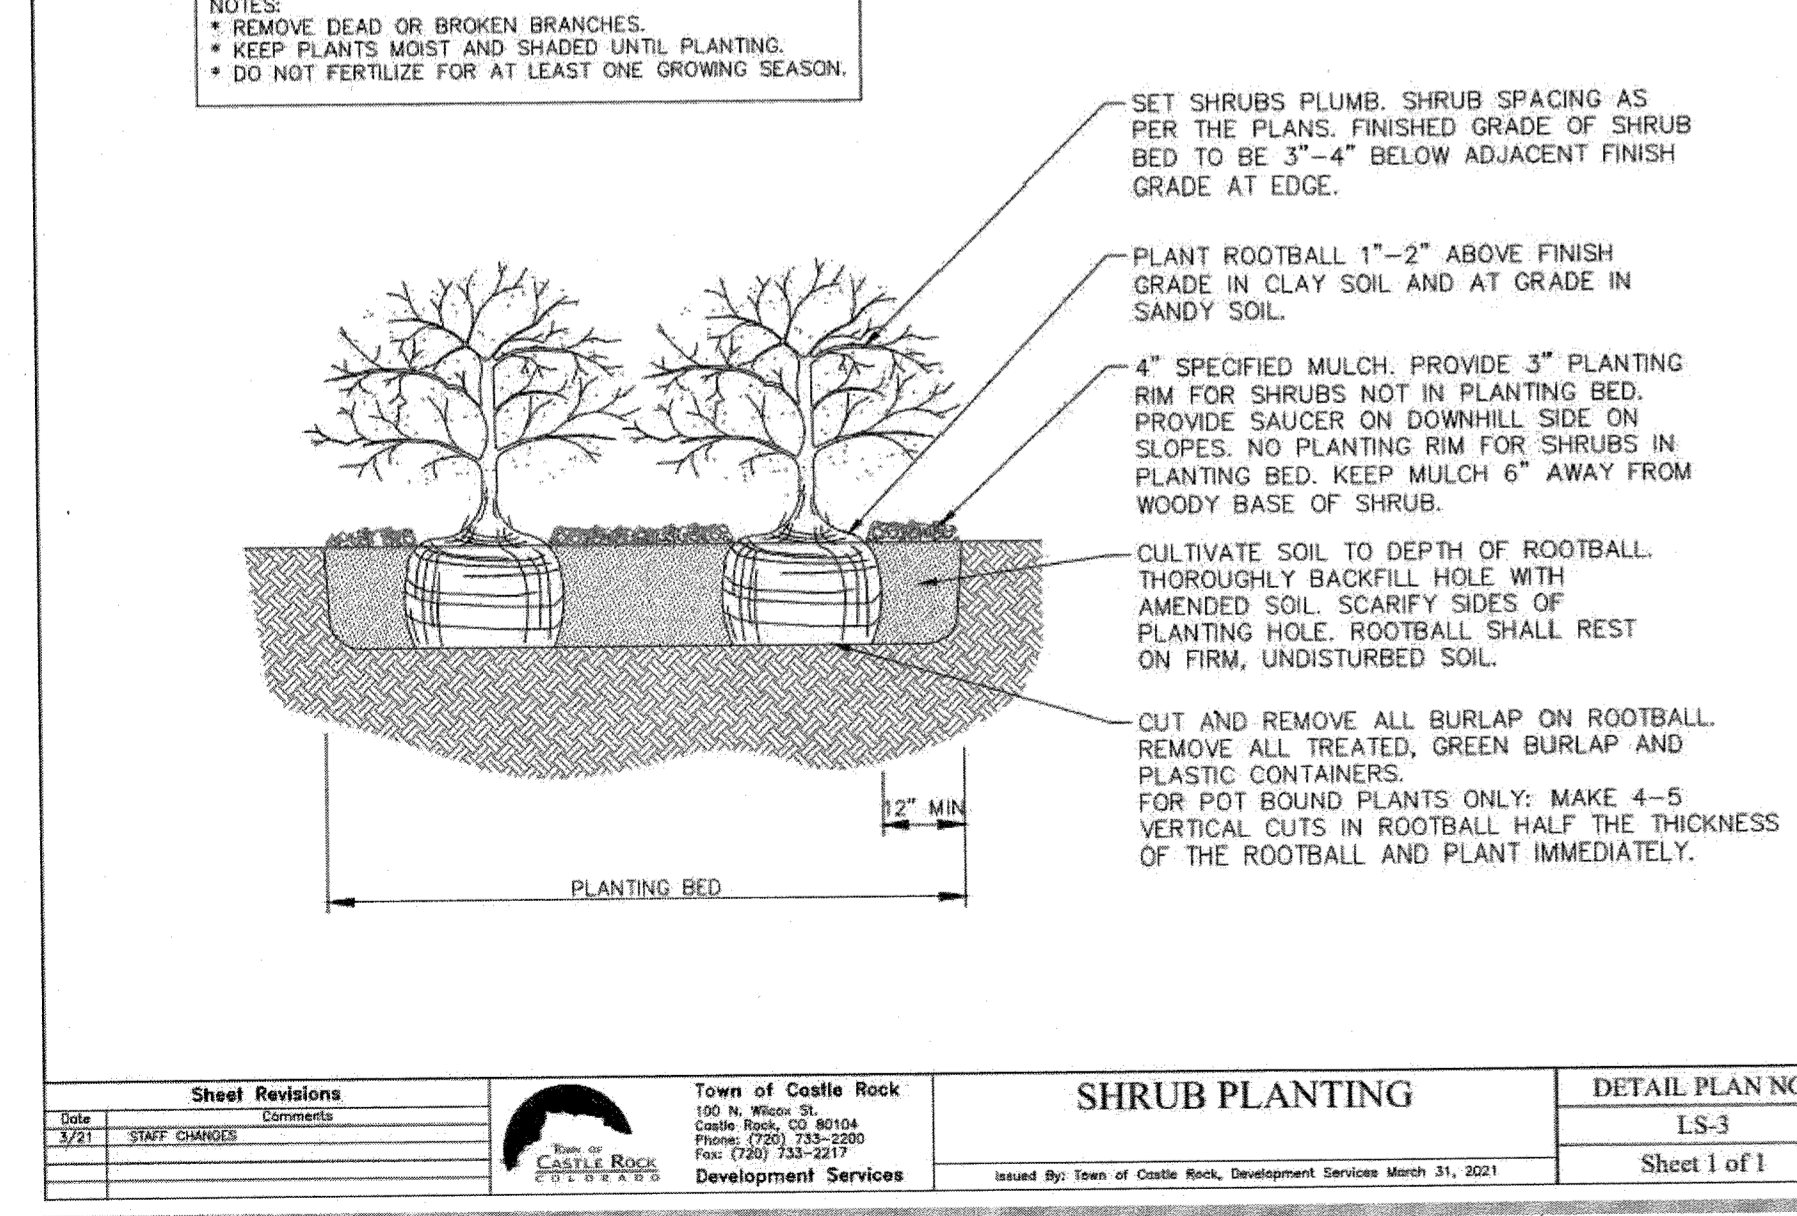 NOTES:
* REMOVE DEAD OR BROKEN BRANCHES.
* KEEP PLANTS MOIST AND SHADED UNTIL PLANTING.
* DO NOT FERTILIZE FOR AT LEAST ONE GROWING SEASON.
SET SHRUBS PLUMB. SHRUB SPACING AS
PER THE PLANS. FINISHED GRADE OF SHRUB
BED TO BE 3"-4" BELOW ADJACENT FINISH
GRADE AT EDGE.
PLANT ROOTBALL 1"-2" ABOVE FINISH
GRADE IN CLAY SOIL AND AT GRADE IN
SANDY SOIL.
4" SPECIFIED MULCH. PROVIDE 3" PLANTING
RIM FOR SHRUBS NOT IN PLANTING BED.
PROVIDE SAUCER ON DOWNHILL SIDE ON
SLOPES. NO PLANTING RIM FOR SHRUBS IN
PLANTING BED. KEEP MULCH 6" AWAY FROM
WOODY BASE OF SHRUB.
CULTIVATE SOIL TO DEPTH OF ROOTBALL.
THOROUGHLY BACKFILL HOLE WITH
AMENDED SOIL. SCARIFY SIDES OF
PLANTING HOLE. ROOTBALL SHALL REST
ON FIRM, UNDISTURBED SOIL.
CUT AND REMOVE ALL BURLAP ON ROOTBALL.
REMOVE ALL TREATED, GREEN BURLAP AND
PLASTIC CONTAINERS.
FOR POT BOUND PLANTS ONLY: MAKE 4-5
VERTICAL CUTS IN ROOTBALL HALF THE THICKNESS
OF THE ROOTBALL AND PLANT IMMEDIATELY.
12" MIN
PLANTING BED
Sheet Revisions
Date Comments
3/21 STAFF CHANGES
TOWN OF
CASTLE ROCK
COLORADO
Town of Castle Rock
100 N. Wilcox St.
Castle Rock, CO 80104
Phone: (720) 733-2200
Fax: (720) 733-2217
Development Services
SHRUB PLANTING
Issued By: Town of Castle Rock, Development Services March 31, 2021
DETAIL PLAN NO
LS-3
Sheet 1 of 1